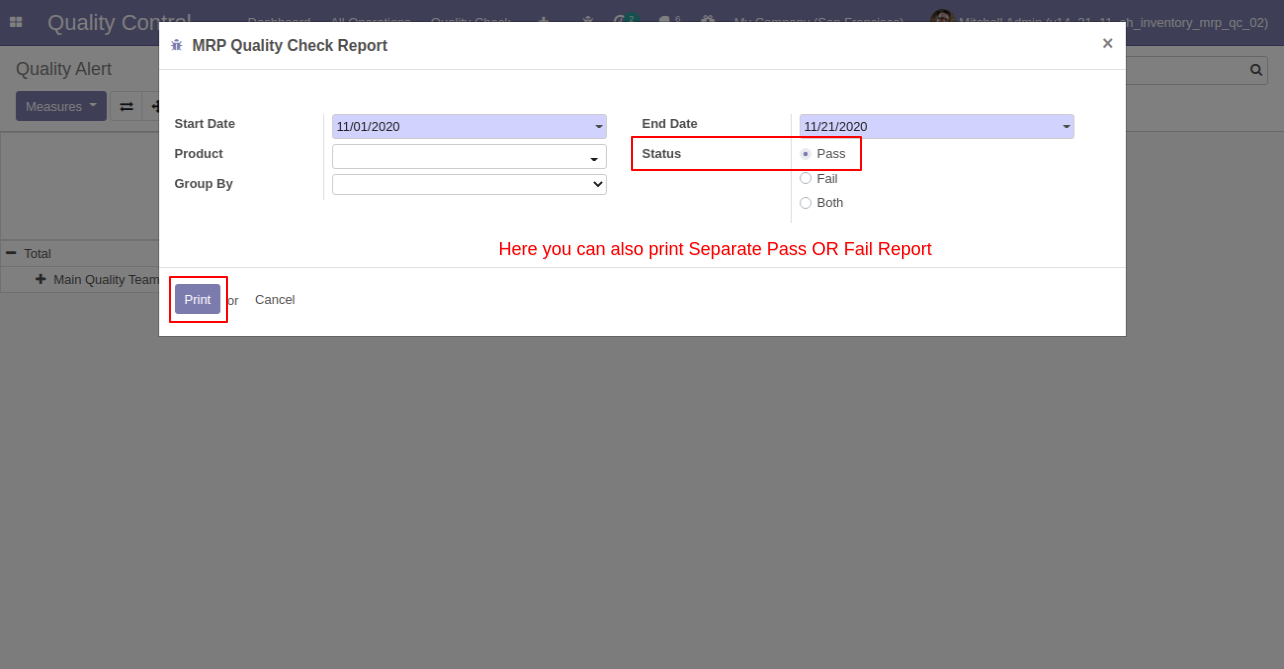 Quality Control Dashboard All Operations Quality Check 2 6 My Company (San Francisco) Mitchell Admin
MRP Quality Check Report ×
Quality Alert
Measures
Start Date 11/01/2020 End Date 11/21/2020
Product Status Pass
Group By Fail
Both
Here you can also print Separate Pass OR Fail Report
Total
Main Quality Team
Print or Cancel